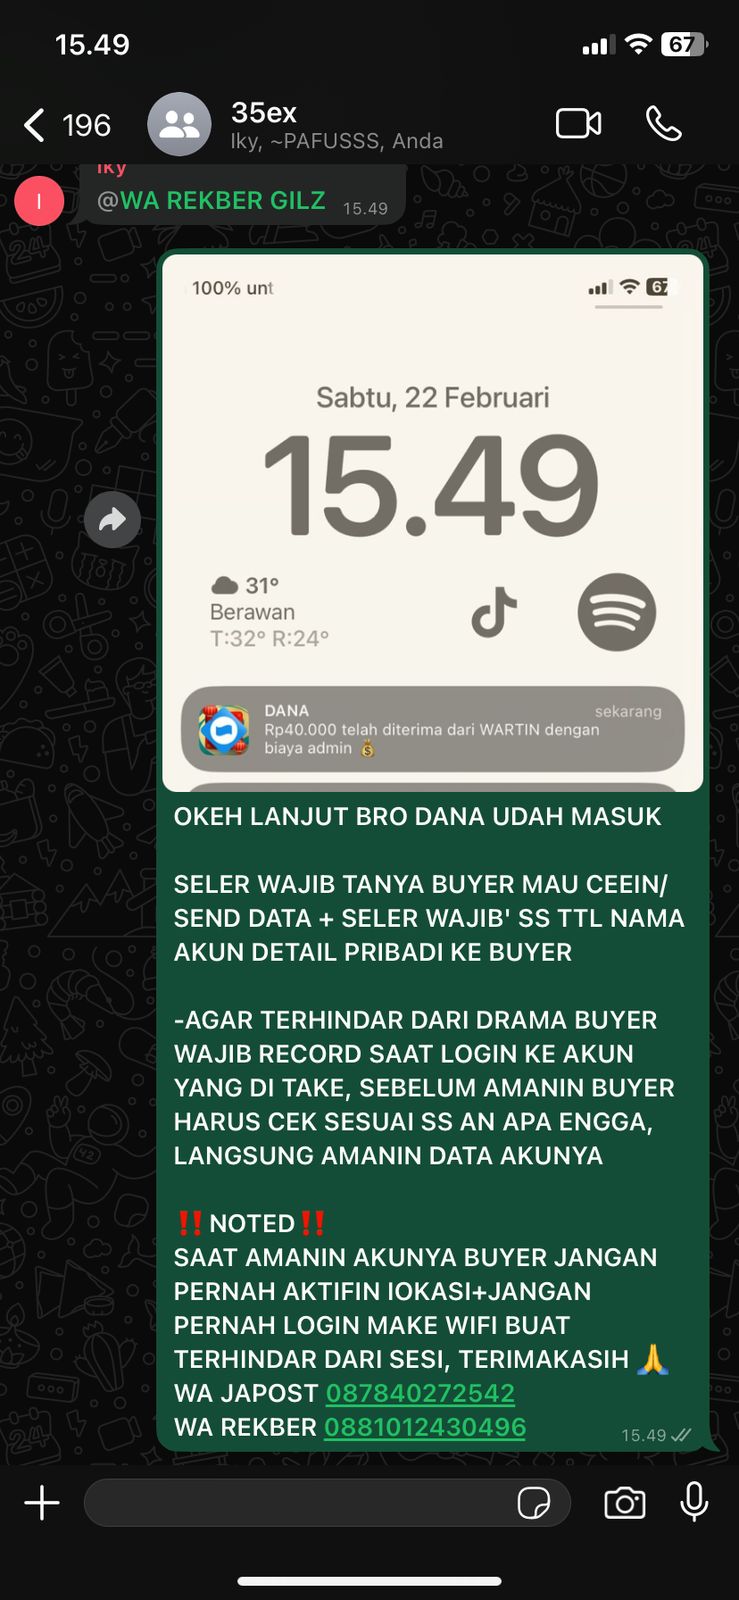 15.49
67
196
35ex
Iky, ~PAFUSSS, Anda
Iky
I
@WA REKBER GILZ 15.49
100% unt
67
Sabtu, 22 Februari
15.49
31°
Berawan
T:32° R:24°
DANA sekarang
Rp40.000 telah diterima dari WARTIN dengan
biaya admin 💰
OKEH LANJUT BRO DANA UDAH MASUK
SELER WAJIB TANYA BUYER MAU CEEIN/
SEND DATA + SELER WAJIB' SS TTL NAMA
AKUN DETAIL PRIBADI KE BUYER
-AGAR TERHINDAR DARI DRAMA BUYER
WAJIB RECORD SAAT LOGIN KE AKUN
YANG DI TAKE, SEBELUM AMANIN BUYER
HARUS CEK SESUAI SS AN APA ENGGA,
LANGSUNG AMANIN DATA AKUNYA
‼️NOTED‼️
SAAT AMANIN AKUNYA BUYER JANGAN
PERNAH AKTIFIN lOKASI+JANGAN
PERNAH LOGIN MAKE WIFI BUAT
TERHINDAR DARI SESI, TERIMAKASIH 🙏
WA JAPOST 087840272542
WA REKBER 0881012430496
15.49